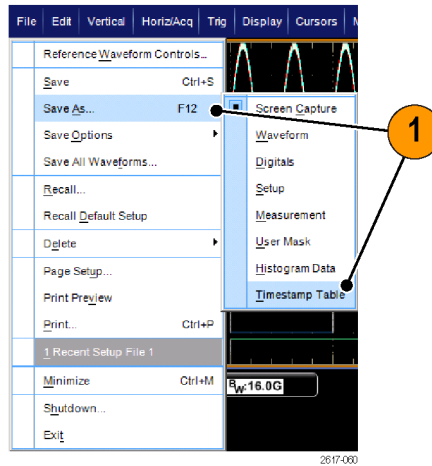 File Edit Vertical Horiz/Acq Trig Display Cursors
Reference Waveform Controls...
Save Ctrl+S
Save As... F12
Save Options
Save All Waveforms...
Recall...
Recall Default Setup
Delete
Page Setup...
Print Preview
Print... Ctrl+P
1 Recent Setup File 1
Minimize Ctrl+M
Shutdown...
Exit
Screen Capture
Waveform
Digitals
Setup
Measurement
User Mask
Histogram Data
Timestamp Table
1
BW:16.0G
2617-060